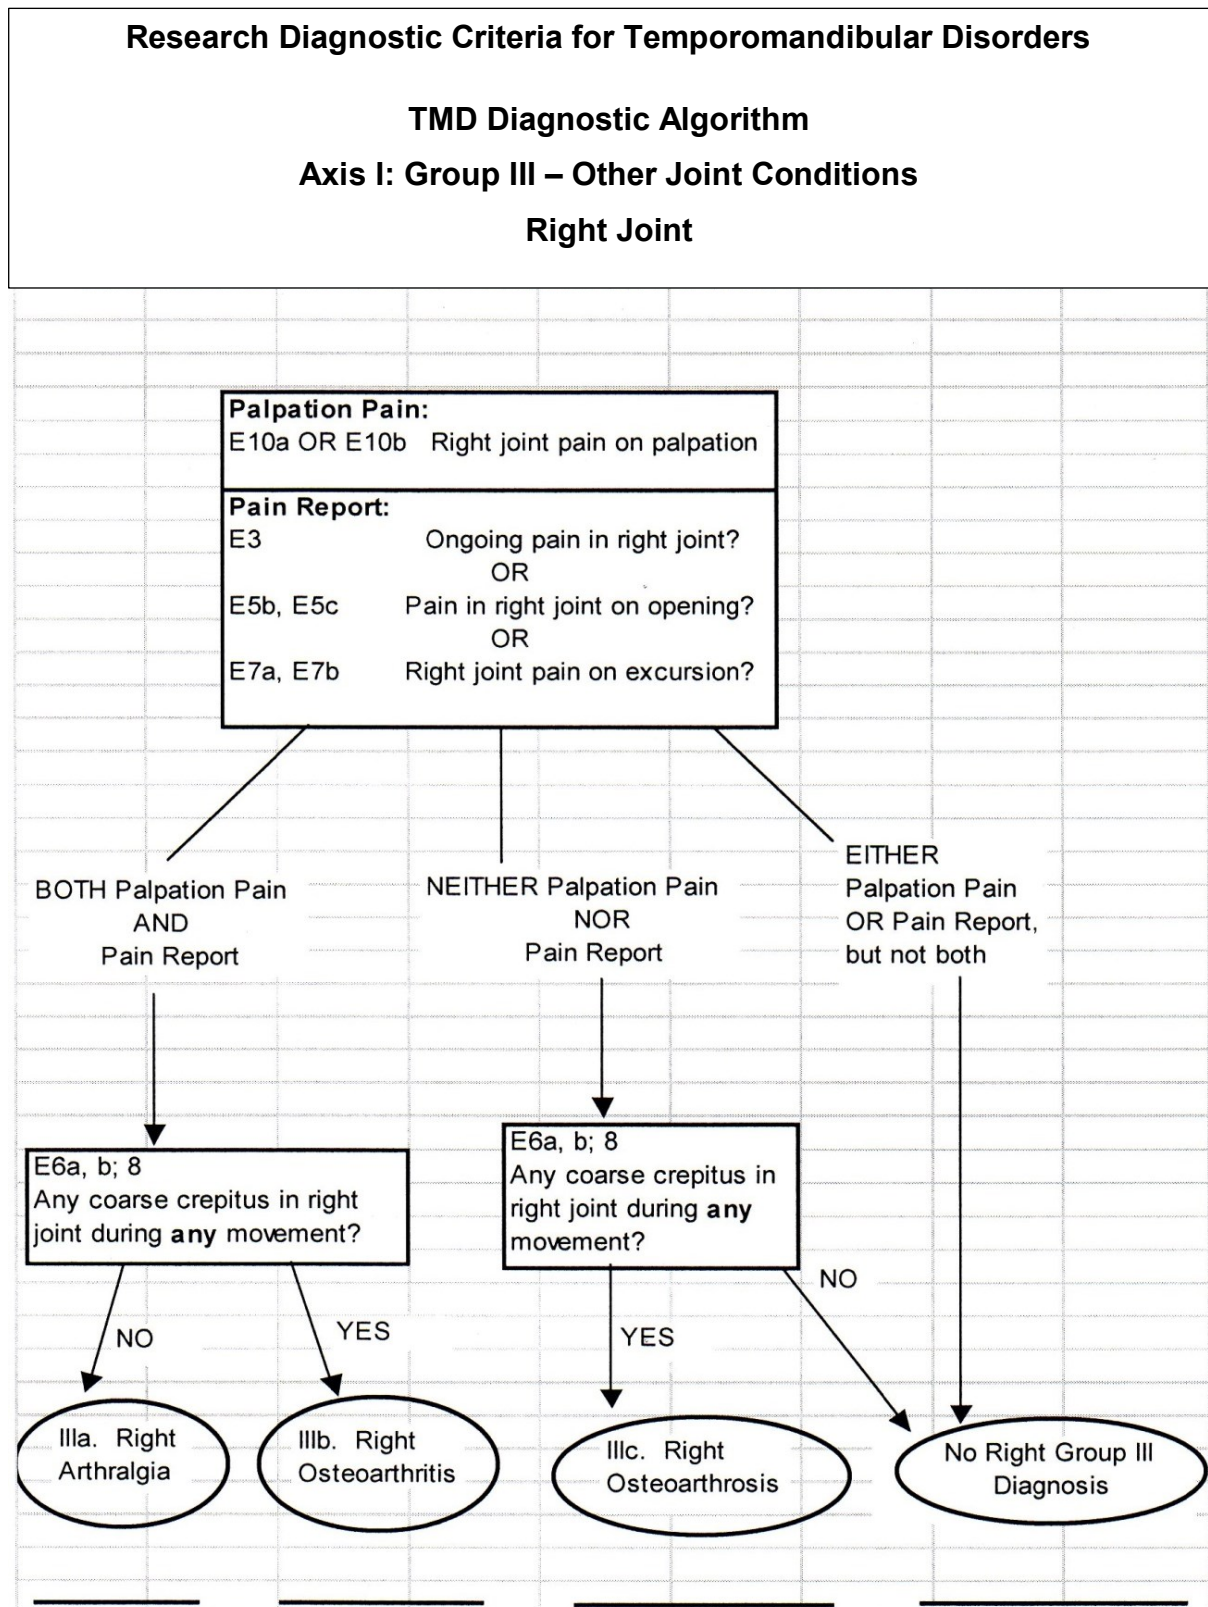 Research Diagnostic Criteria for Temporomandibular Disorders
TMD Diagnostic Algorithm
Axis I: Group III – Other Joint Conditions
Right Joint
Palpation Pain:
E10a OR E10b Right joint pain on palpation
Pain Report:
E3 Ongoing pain in right joint?
OR
E5b, E5c Pain in right joint on opening?
OR
E7a, E7b Right joint pain on excursion?
BOTH Palpation Pain
AND
Pain Report
NEITHER Palpation Pain
NOR
Pain Report
EITHER
Palpation Pain
OR Pain Report,
but not both
E6a, b; 8
Any coarse crepitus in right
joint during any movement?
E6a, b; 8
Any coarse crepitus in
right joint during any
movement?
NO
YES
YES
NO
IIIa. Right
Arthralgia
IIIb. Right
Osteoarthritis
IIIc. Right
Osteoarthrosis
No Right Group III
Diagnosis